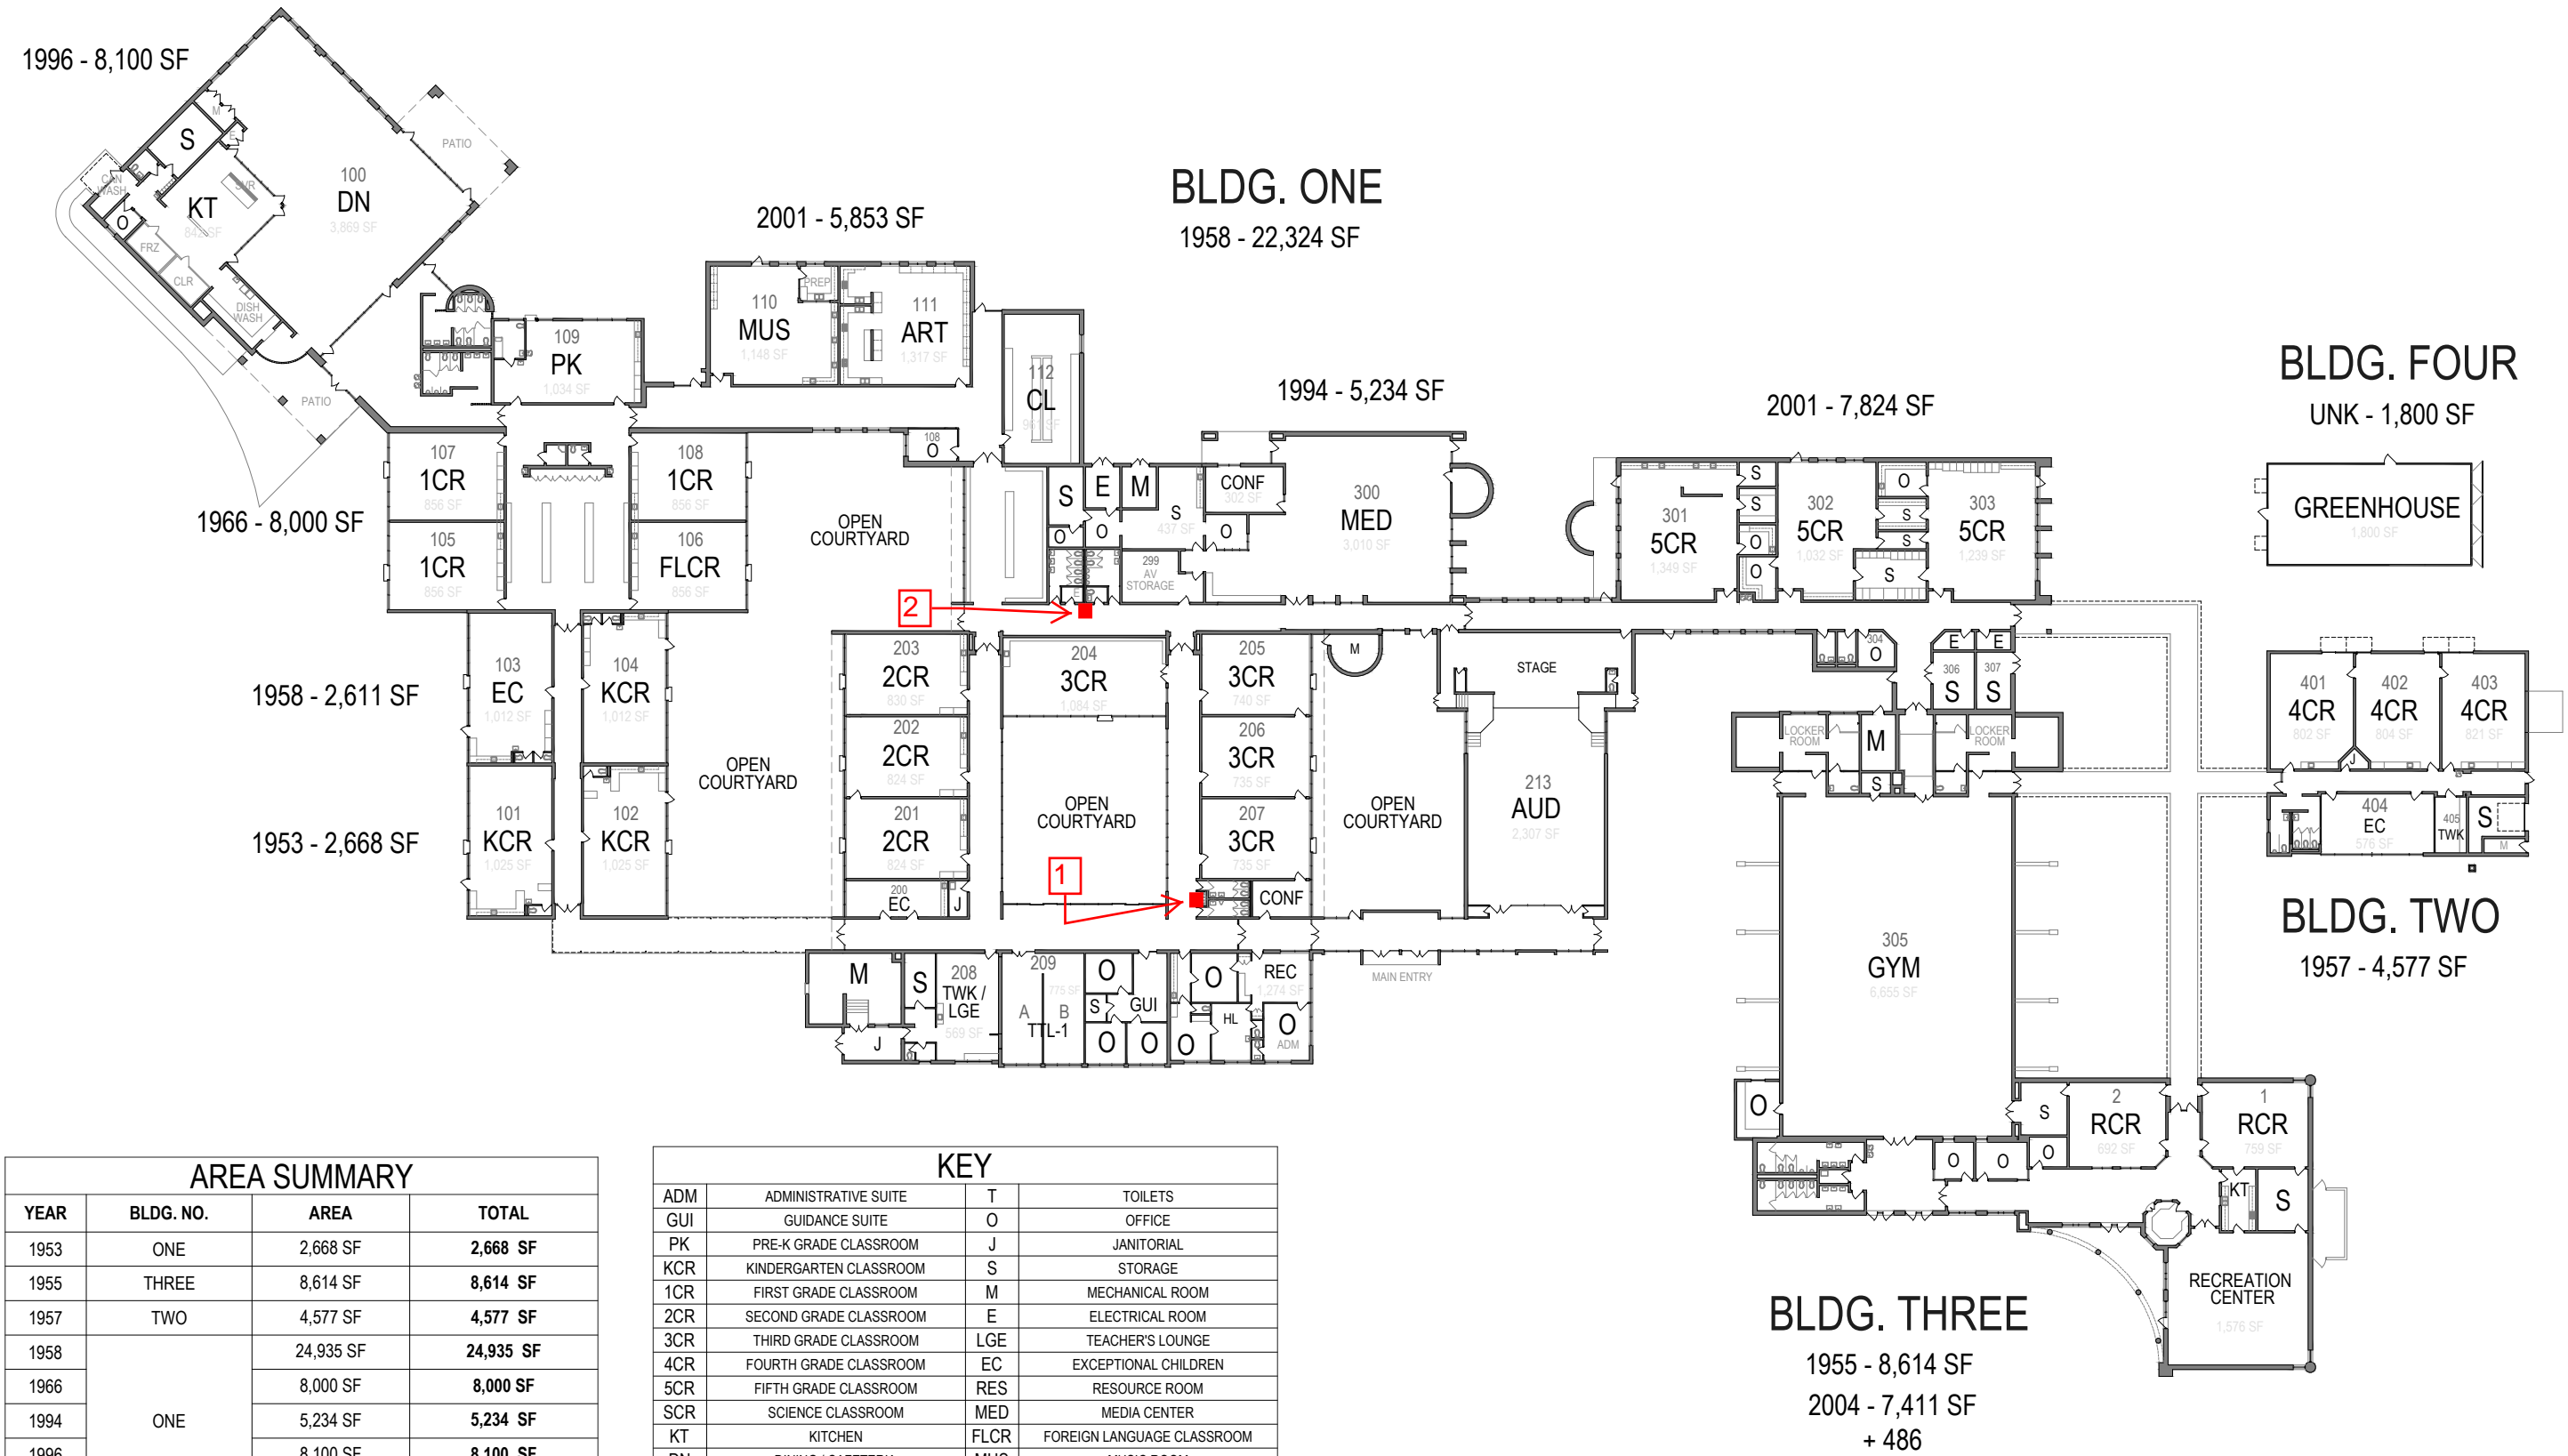 1996 - 8,100 SF
M
S
E
PATIO
CAN
WASH
SVR
100
DN
3,869 SF
KT
842 SF
O
FRZ
CLR
DISH
WASH
PATIO
1966 - 8,000 SF
2001 - 5,853 SF
BLDG. ONE
1958 - 22,324 SF
109
PK
1,034 SF
110
MUS
1,148 SF
PREP
111
ART
1,317 SF
112
CL
107
1CR
856 SF
108
1CR
856 SF
105
1CR
856 SF
106
FLCR
856 SF
108
O
OPEN
COURTYARD
1994 - 5,234 SF
S
E
M
S
437 SF
CONF
302 SF
O
O
O
299
AV
STORAGE
E
300
MED
3,010 SF
2
2001 - 7,824 SF
301
5CR
1,349 SF
S
S
O
O
302
5CR
1,032 SF
O
S
S
S
303
5CR
1,239 SF
BLDG. FOUR
UNK - 1,800 SF
GREENHOUSE
1,800 SF
1958 - 2,611 SF
103
EC
1,012 SF
104
KCR
1,012 SF
1953 - 2,668 SF
101
KCR
1,025 SF
102
KCR
1,025 SF
OPEN
COURTYARD
203
2CR
830 SF
202
2CR
824 SF
201
2CR
824 SF
200
EC
J
204
3CR
1,084 SF
OPEN
COURTYARD
1
205
3CR
740 SF
206
3CR
735 SF
207
3CR
735 SF
CONF
M
OPEN
COURTYARD
STAGE
213
AUD
2,307 SF
MAIN ENTRY
304
O
E
E
306
S
307
S
LOCKER
ROOM
M
S
LOCKER
ROOM
401
4CR
802 SF
402
4CR
804 SF
403
4CR
821 SF
J
404
EC
576 SF
405
TWK
S
M
BLDG. TWO
1957 - 4,577 SF
M
J
S
208
TWK /
LGE
569 SF
209
775 SF
A
B
TTL-1
O
S
GUI
O
O
O
O
HL
REC
1,274 SF
O
ADM
305
GYM
6,655 SF
O
S
O
O
O
2
RCR
692 SF
1
RCR
759 SF
KT
S
RECREATION
CENTER
1,576 SF
BLDG. THREE
1955 - 8,614 SF
2004 - 7,411 SF
+ 486
AREA SUMMARY
YEAR BLDG. NO. AREA TOTAL
1953 ONE 2,668 SF 2,668 SF
1955 THREE 8,614 SF 8,614 SF
1957 TWO 4,577 SF 4,577 SF
1958 24,935 SF 24,935 SF
1966 8,000 SF 8,000 SF
1994 ONE 5,234 SF 5,234 SF
1996 8,100 SF 8,100 SF
KEY
ADM ADMINISTRATIVE SUITE T TOILETS
GUI GUIDANCE SUITE O OFFICE
PK PRE-K GRADE CLASSROOM J JANITORIAL
KCR KINDERGARTEN CLASSROOM S STORAGE
1CR FIRST GRADE CLASSROOM M MECHANICAL ROOM
2CR SECOND GRADE CLASSROOM E ELECTRICAL ROOM
3CR THIRD GRADE CLASSROOM LGE TEACHER'S LOUNGE
4CR FOURTH GRADE CLASSROOM EC EXCEPTIONAL CHILDREN
5CR FIFTH GRADE CLASSROOM RES RESOURCE ROOM
SCR SCIENCE CLASSROOM MED MEDIA CENTER
KT KITCHEN FLCR FOREIGN LANGUAGE CLASSROOM